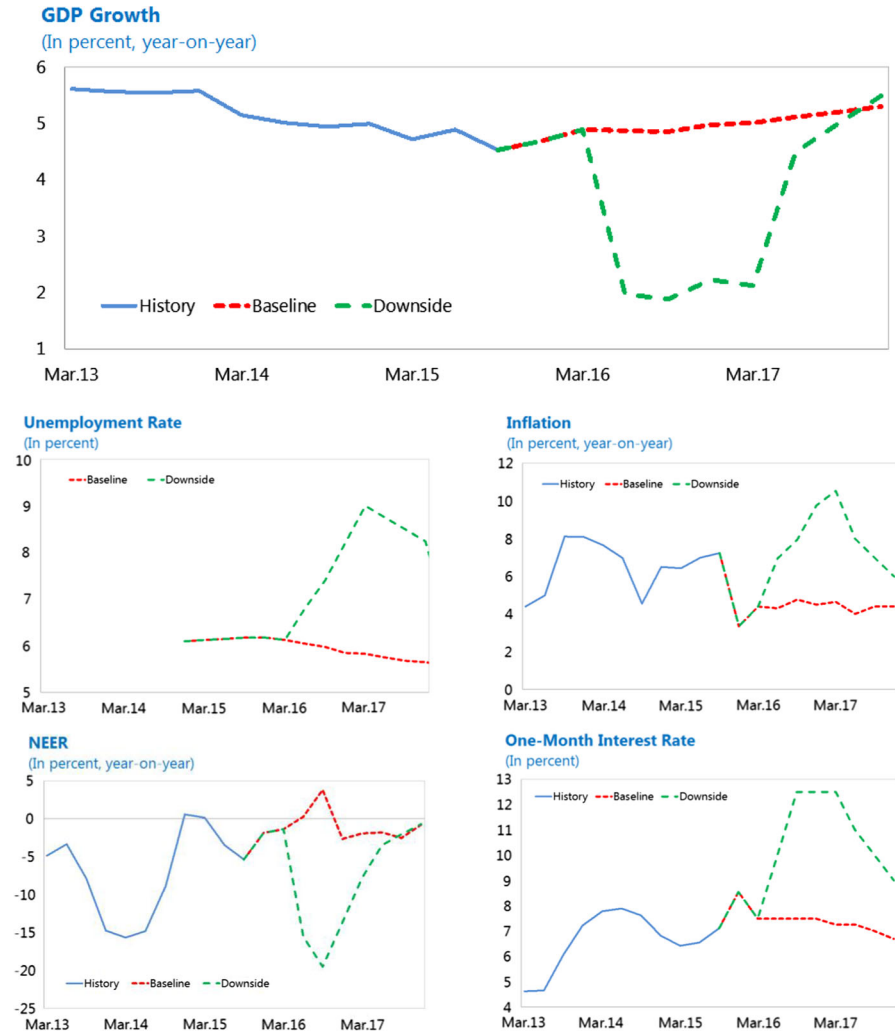 GDP Growth
(In percent, year-on-year)
6
5
4
3
2
1
History Baseline Downside
Mar.13 Mar.14 Mar.15 Mar.16 Mar.17
Unemployment Rate
(In percent)
10
9
8
7
6
5
Baseline Downside
Mar.13 Mar.14 Mar.15 Mar.16 Mar.17
Inflation
(In percent, year-on-year)
12
10
8
6
4
2
0
History Baseline Downside
Mar.13 Mar.14 Mar.15 Mar.16 Mar.17
NEER
(In percent, year-on-year)
5
0
-5
-10
-15
-20
-25
History Baseline Downside
Mar.13 Mar.14 Mar.15 Mar.16 Mar.17
One-Month Interest Rate
(In percent)
13
12
11
10
9
8
7
6
5
4
History Baseline Downside
Mar.13 Mar.14 Mar.15 Mar.16 Mar.17